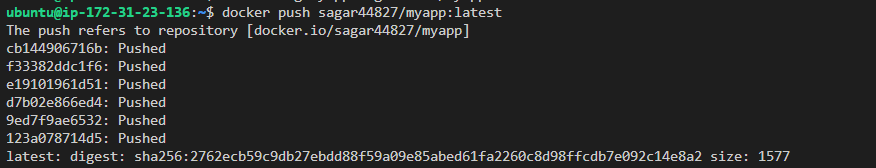 ubuntu@ip-172-31-23-136:~$ docker push sagar44827/myapp:latest
The push refers to repository [docker.io/sagar44827/myapp]
cb144906716b: Pushed
f33382ddc1f6: Pushed
e19101961d51: Pushed
d7b02e866ed4: Pushed
9ed7f9ae6532: Pushed
123a078714d5: Pushed
latest: digest: sha256:2762ecb59c9db27ebdd88f59a09e85abed61fa2260c8d98ffcdb7e092c14e8a2 size: 1577